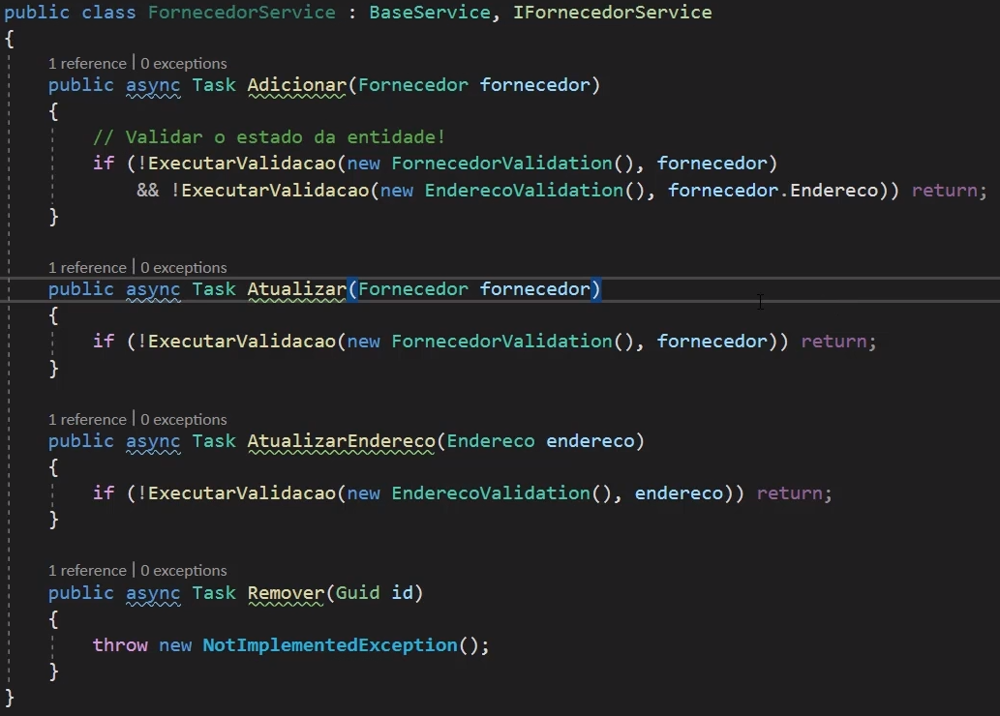 public class FornecedorService : BaseService, IFornecedorService
{
1 reference | 0 exceptions
public async Task Adicionar(Fornecedor fornecedor)
{
// Validar o estado da entidade!
if (!ExecutarValidacao(new FornecedorValidation(), fornecedor)
&& !ExecutarValidacao(new EnderecoValidation(), fornecedor.Endereco)) return;
}
1 reference | 0 exceptions
public async Task Atualizar(Fornecedor fornecedor)
{
if (!ExecutarValidacao(new FornecedorValidation(), fornecedor)) return;
}
1 reference | 0 exceptions
public async Task AtualizarEndereco(Endereco endereco)
{
if (!ExecutarValidacao(new EnderecoValidation(), endereco)) return;
}
1 reference | 0 exceptions
public async Task Remover(Guid id)
{
throw new NotImplementedException();
}
}